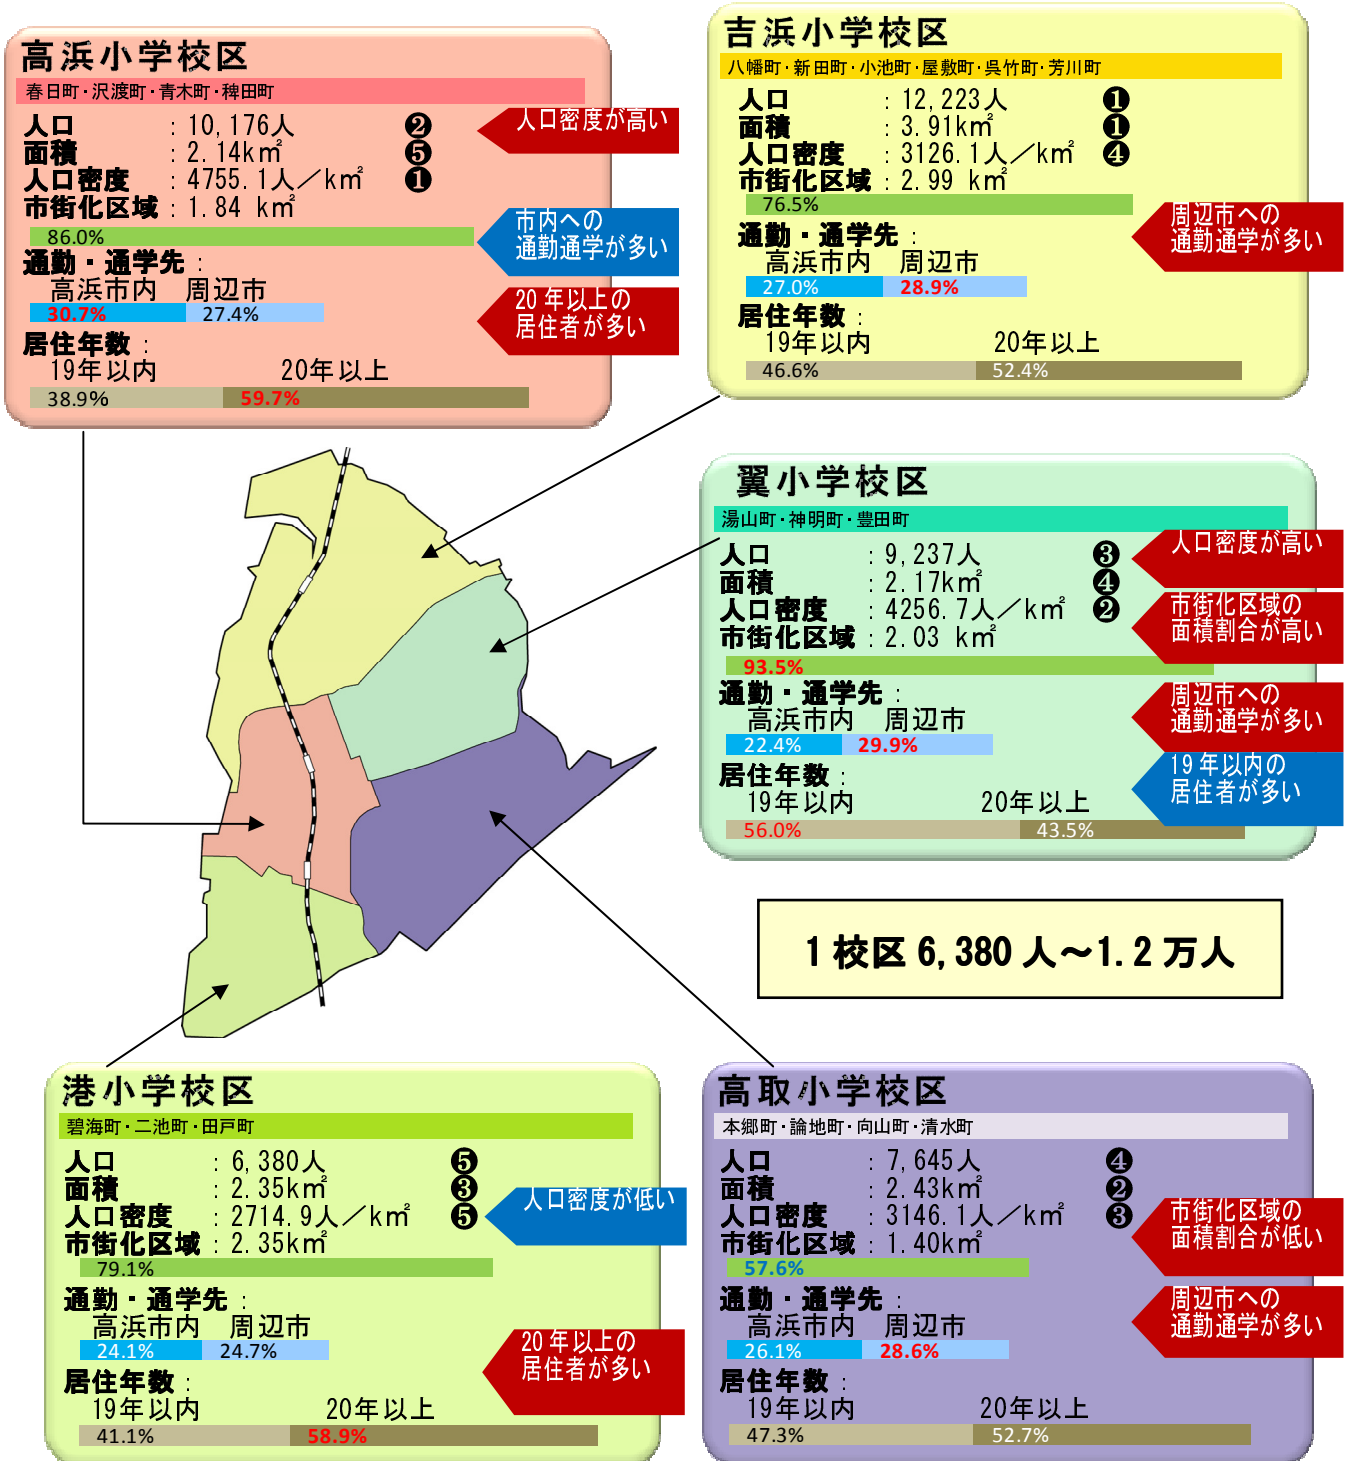 高浜小学校区
春日町・沢渡町・青木町・稗田町
人口 : 10,176人 ❷
面積 : 2.14k㎡ ❺
人口密度 : 4755.1人／k㎡ ❶
市街化区域 : 1.84 k㎡
86.0%
通勤・通学先 :
高浜市内 周辺市
30.7% 27.4%
居住年数 :
19年以内 20年以上
38.9% 59.7%
人口密度が高い
市内への
通勤通学が多い
20 年以上の
居住者が多い
吉浜小学校区
八幡町・新田町・小池町・屋敷町・呉竹町・芳川町
人口 : 12,223人 ❶
面積 : 3.91k㎡ ❶
人口密度 : 3126.1人／k㎡ ❹
市街化区域 : 2.99 k㎡
76.5%
通勤・通学先 :
高浜市内 周辺市
27.0% 28.9%
居住年数 :
19年以内 20年以上
46.6% 52.4%
周辺市への
通勤通学が多い
翼小学校区
湯山町・神明町・豊田町
人口 : 9,237人 ❸
面積 : 2.17k㎡ ❹
人口密度 : 4256.7人／k㎡ ❷
市街化区域 : 2.03 k㎡
93.5%
通勤・通学先 :
高浜市内 周辺市
22.4% 29.9%
居住年数 :
19年以内 20年以上
56.0% 43.5%
人口密度が高い
市街化区域の
面積割合が高い
周辺市への
通勤通学が多い
19 年以内の
居住者が多い
1 校区 6,380 人～1.2 万人
港小学校区
碧海町・二池町・田戸町
人口 : 6,380人 ❺
面積 : 2.35k㎡ ❸
人口密度 : 2714.9人／k㎡ ❺
市街化区域 : 2.35k㎡
79.1%
通勤・通学先 :
高浜市内 周辺市
24.1% 24.7%
居住年数 :
19年以内 20年以上
41.1% 58.9%
人口密度が低い
20 年以上の
居住者が多い
高取小学校区
本郷町・論地町・向山町・清水町
人口 : 7,645人 ❹
面積 : 2.43k㎡ ❷
人口密度 : 3146.1人／k㎡ ❸
市街化区域 : 1.40k㎡
57.6%
通勤・通学先 :
高浜市内 周辺市
26.1% 28.6%
居住年数 :
19年以内 20年以上
47.3% 52.7%
市街化区域の
面積割合が低い
周辺市への
通勤通学が多い